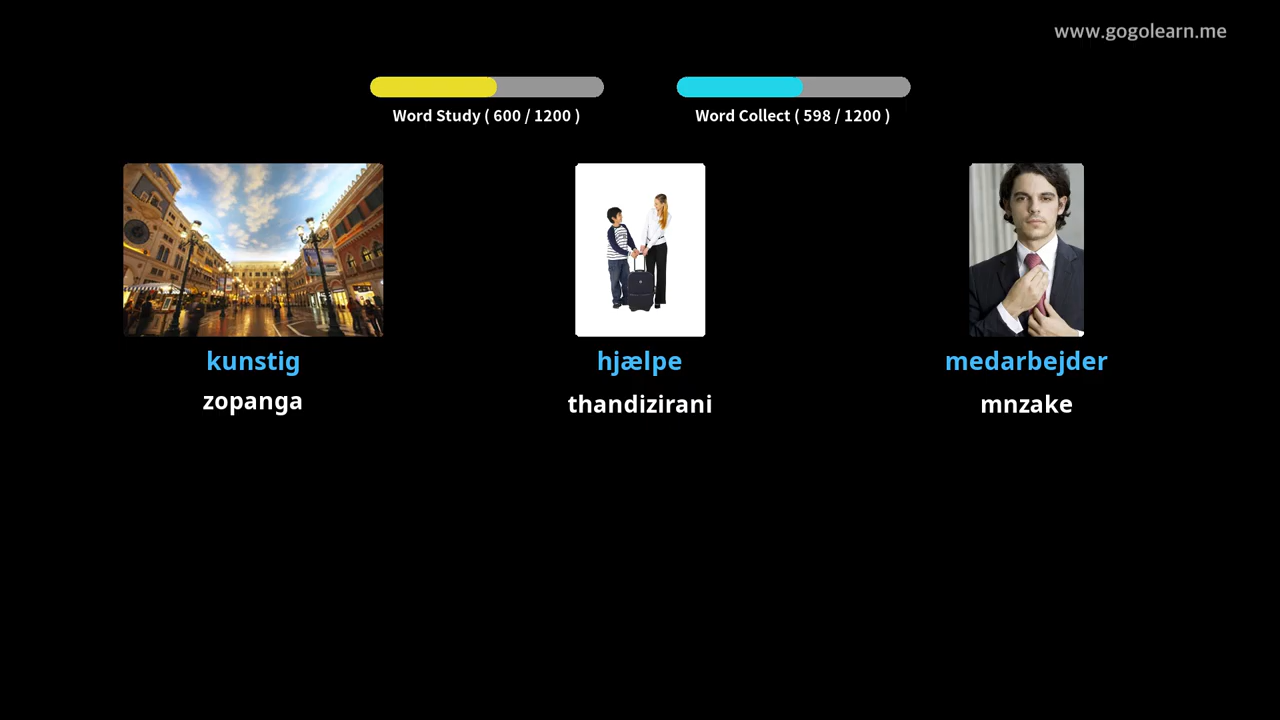 www.gogolearn.me
Word Study ( 600 / 1200 )
Word Collect ( 598 / 1200 )
kunstig
hjælpe
medarbejder
zopanga
thandizirani
mnzake